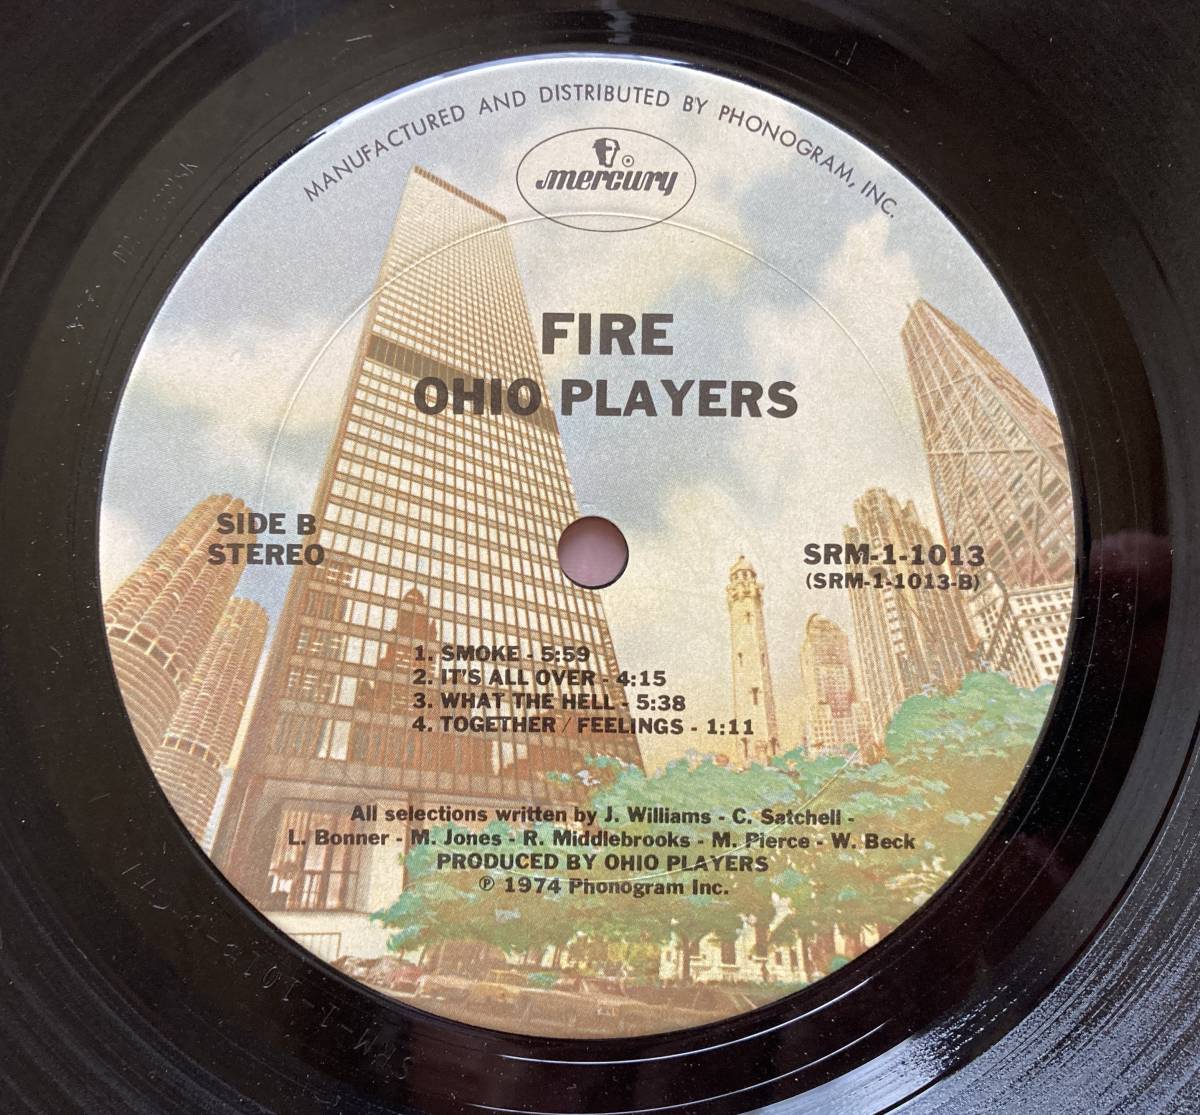 MANUFACTURED AND DISTRIBUTED BY PHONOGRAM, INC.
mercury
FIRE
OHIO PLAYERS
SIDE B
STEREO
SRM-1-1013
(SRM-1-1013-B)
1. SMOKE - 5:59
2. IT'S ALL OVER - 4:15
3. WHAT THE HELL - 5:38
4. TOGETHER / FEELINGS - 1:11
All selections written by J. Williams - C. Satchell -
L. Bonner - M. Jones - R. Middlebrooks - M. Pierce - W. Beck
PRODUCED BY OHIO PLAYERS
℗ 1974 Phonogram Inc.